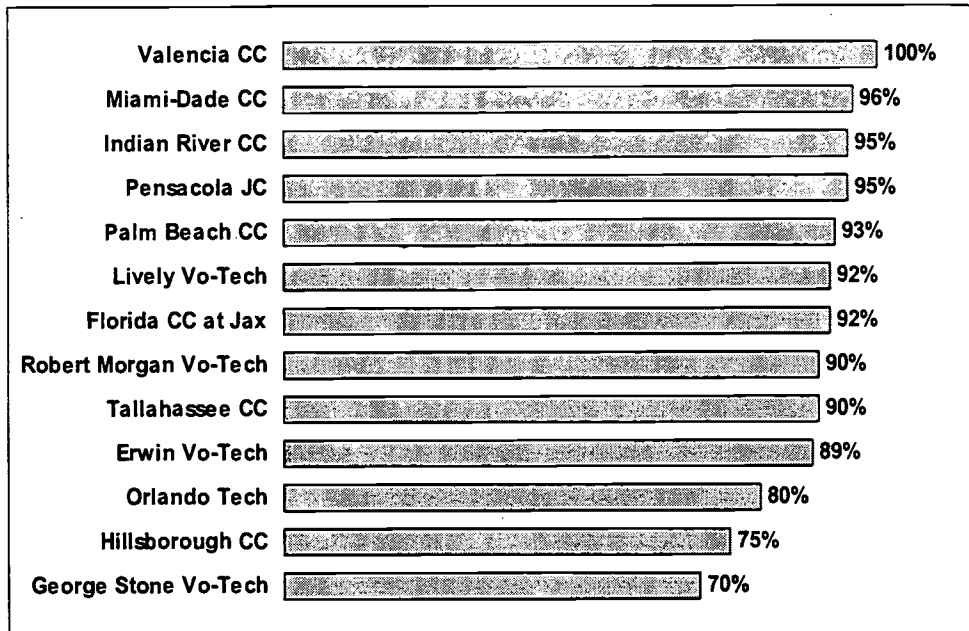 Valencia CC 100%
Miami-Dade CC 96%
Indian River CC 95%
Pensacola JC 95%
Palm Beach CC 93%
Lively Vo-Tech 92%
Florida CC at Jax 92%
Robert Morgan Vo-Tech 90%
Tallahassee CC 90%
Erwin Vo-Tech 89%
Orlando Tech 80%
Hillsborough CC 75%
George Stone Vo-Tech 70%